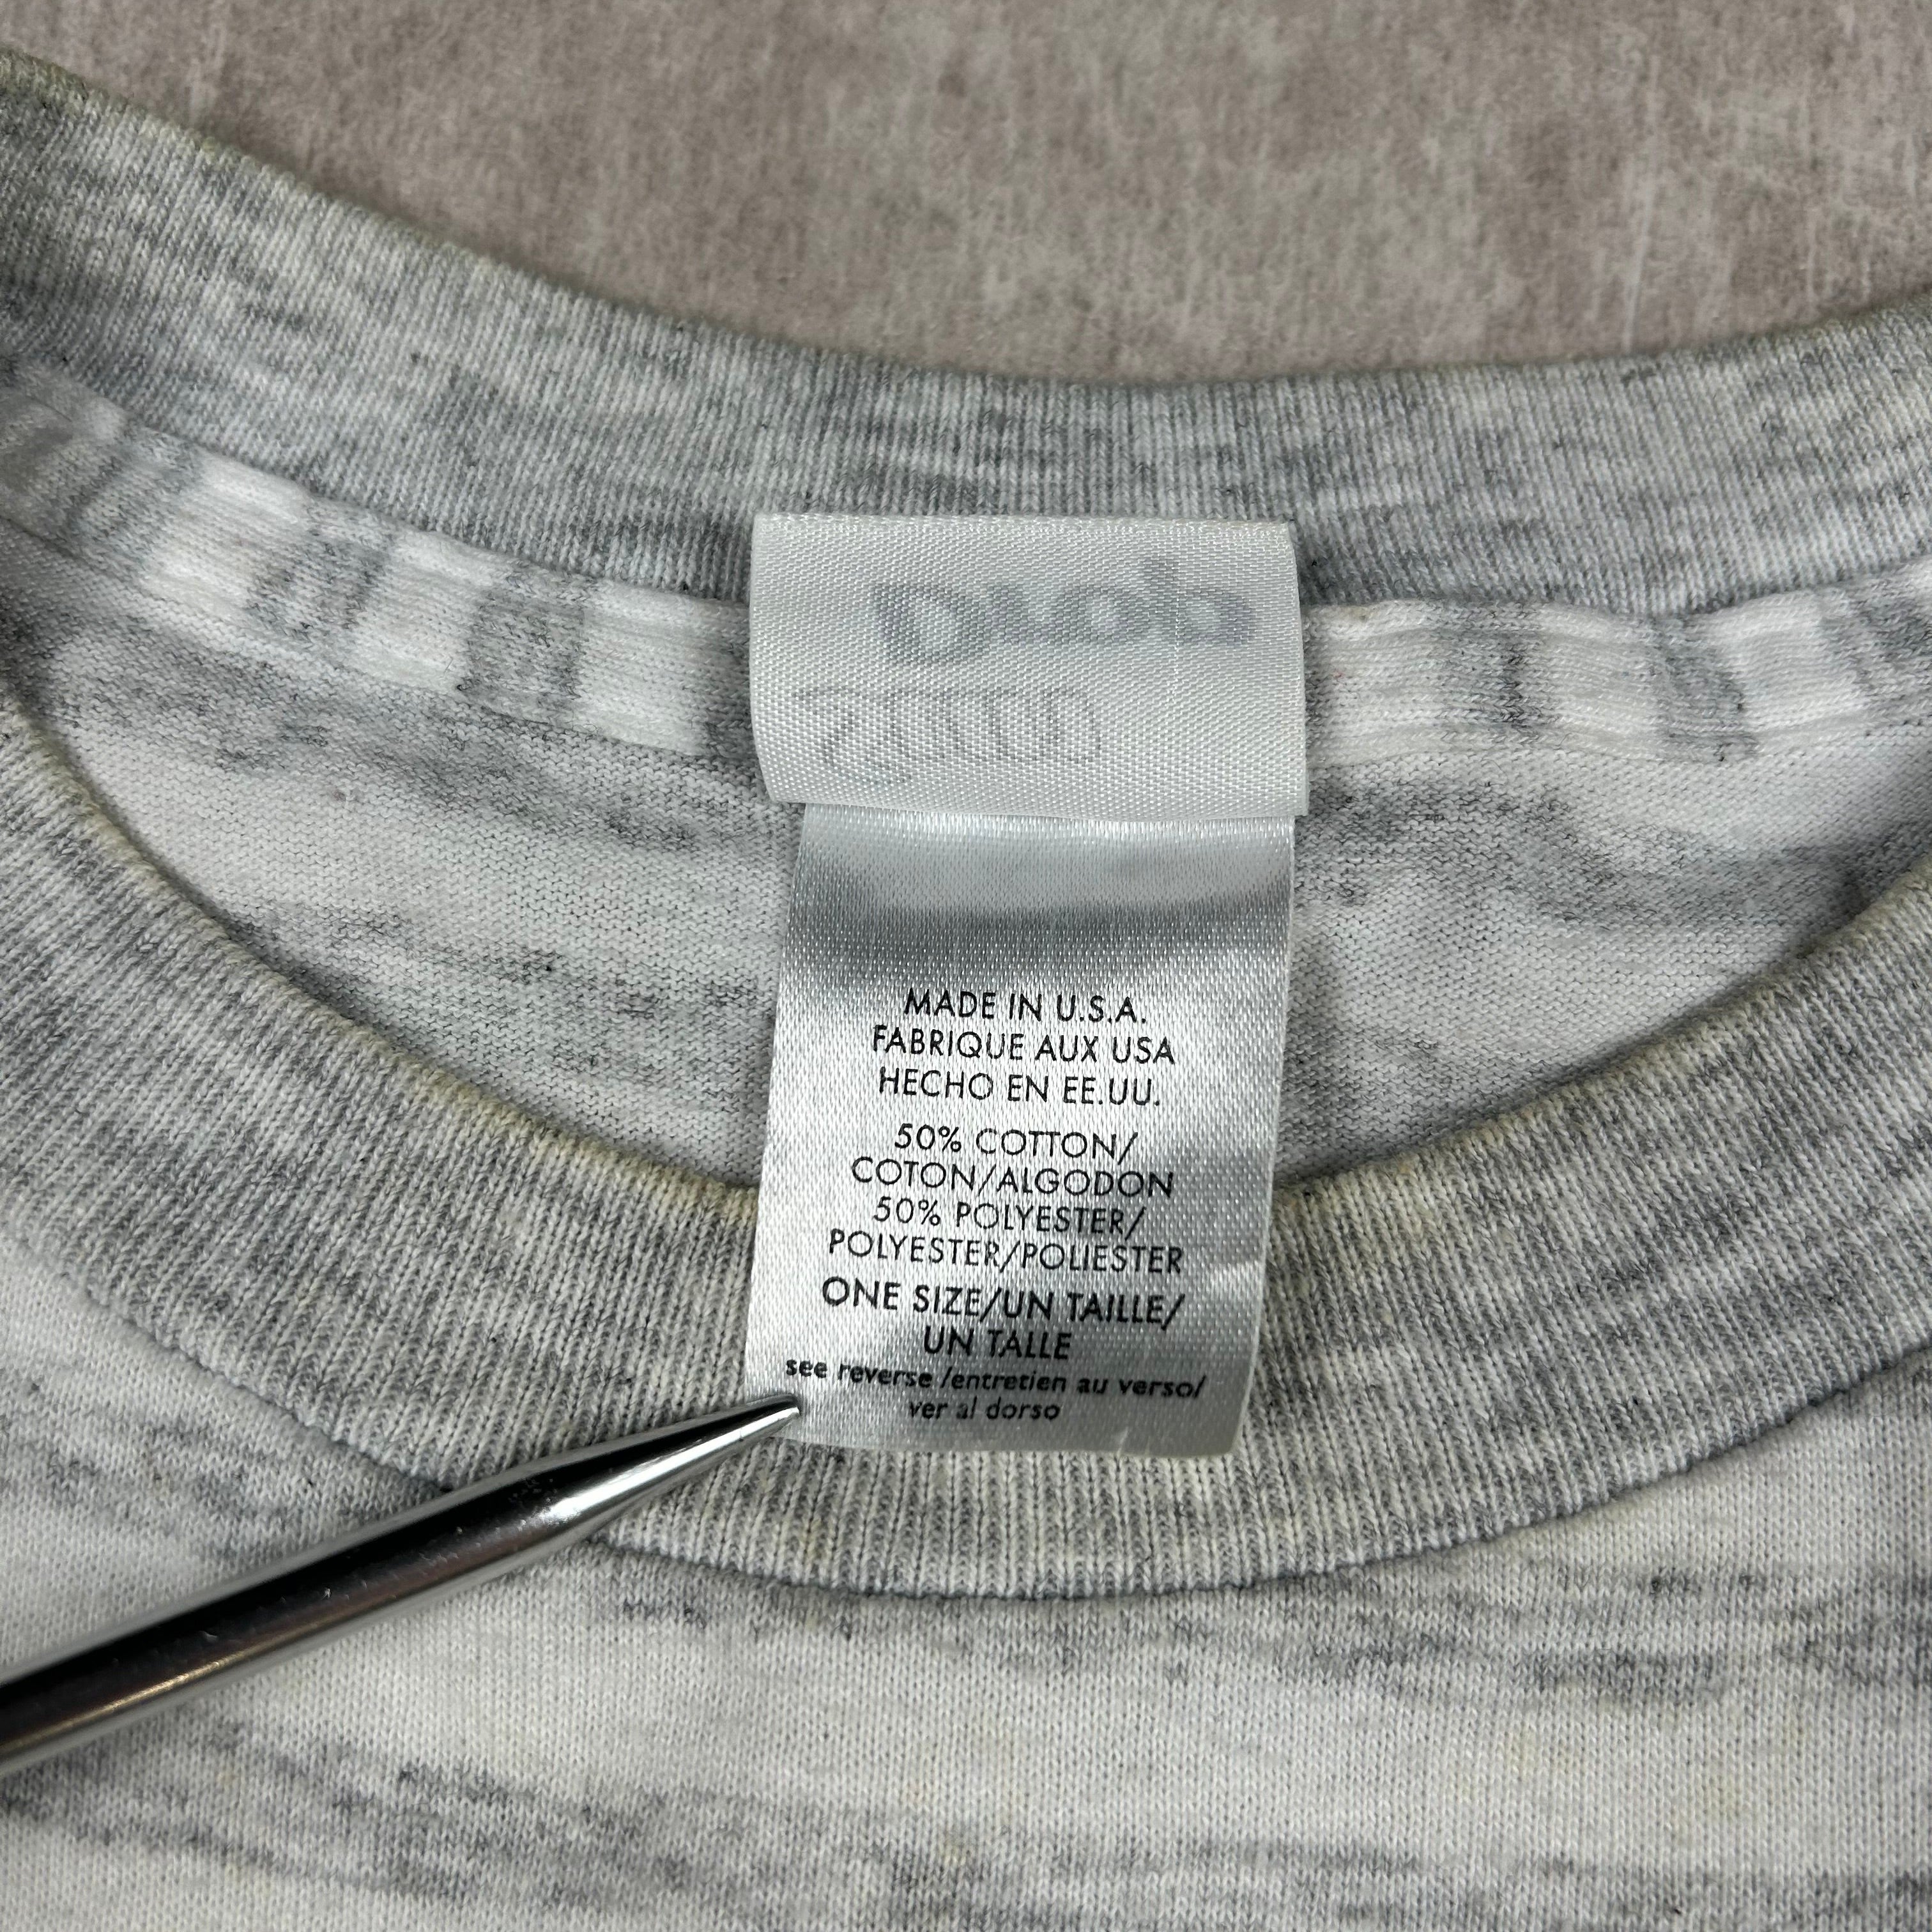 MADE IN U.S.A.
FABRIQUE AUX USA
HECHO EN EE.UU.
50% COTTON/
COTON/ALGODON
50% POLYESTER/
POLYESTER/POLIESTER
ONE SIZE/UN TAILLE/
UN TALLE
see reverse /entretien au verso/
ver al dorso